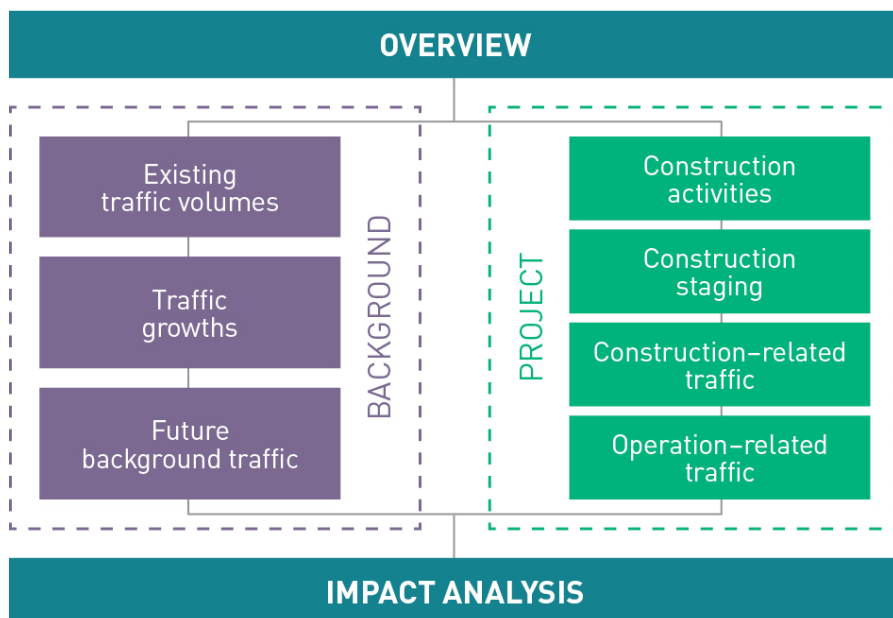 OVERVIEW
Existing
traffic volumes
Traffic
growths
Future
background traffic
BACKGROUND
PROJECT
Construction
activities
Construction
staging
Construction–related
traffic
Operation–related
traffic
IMPACT ANALYSIS